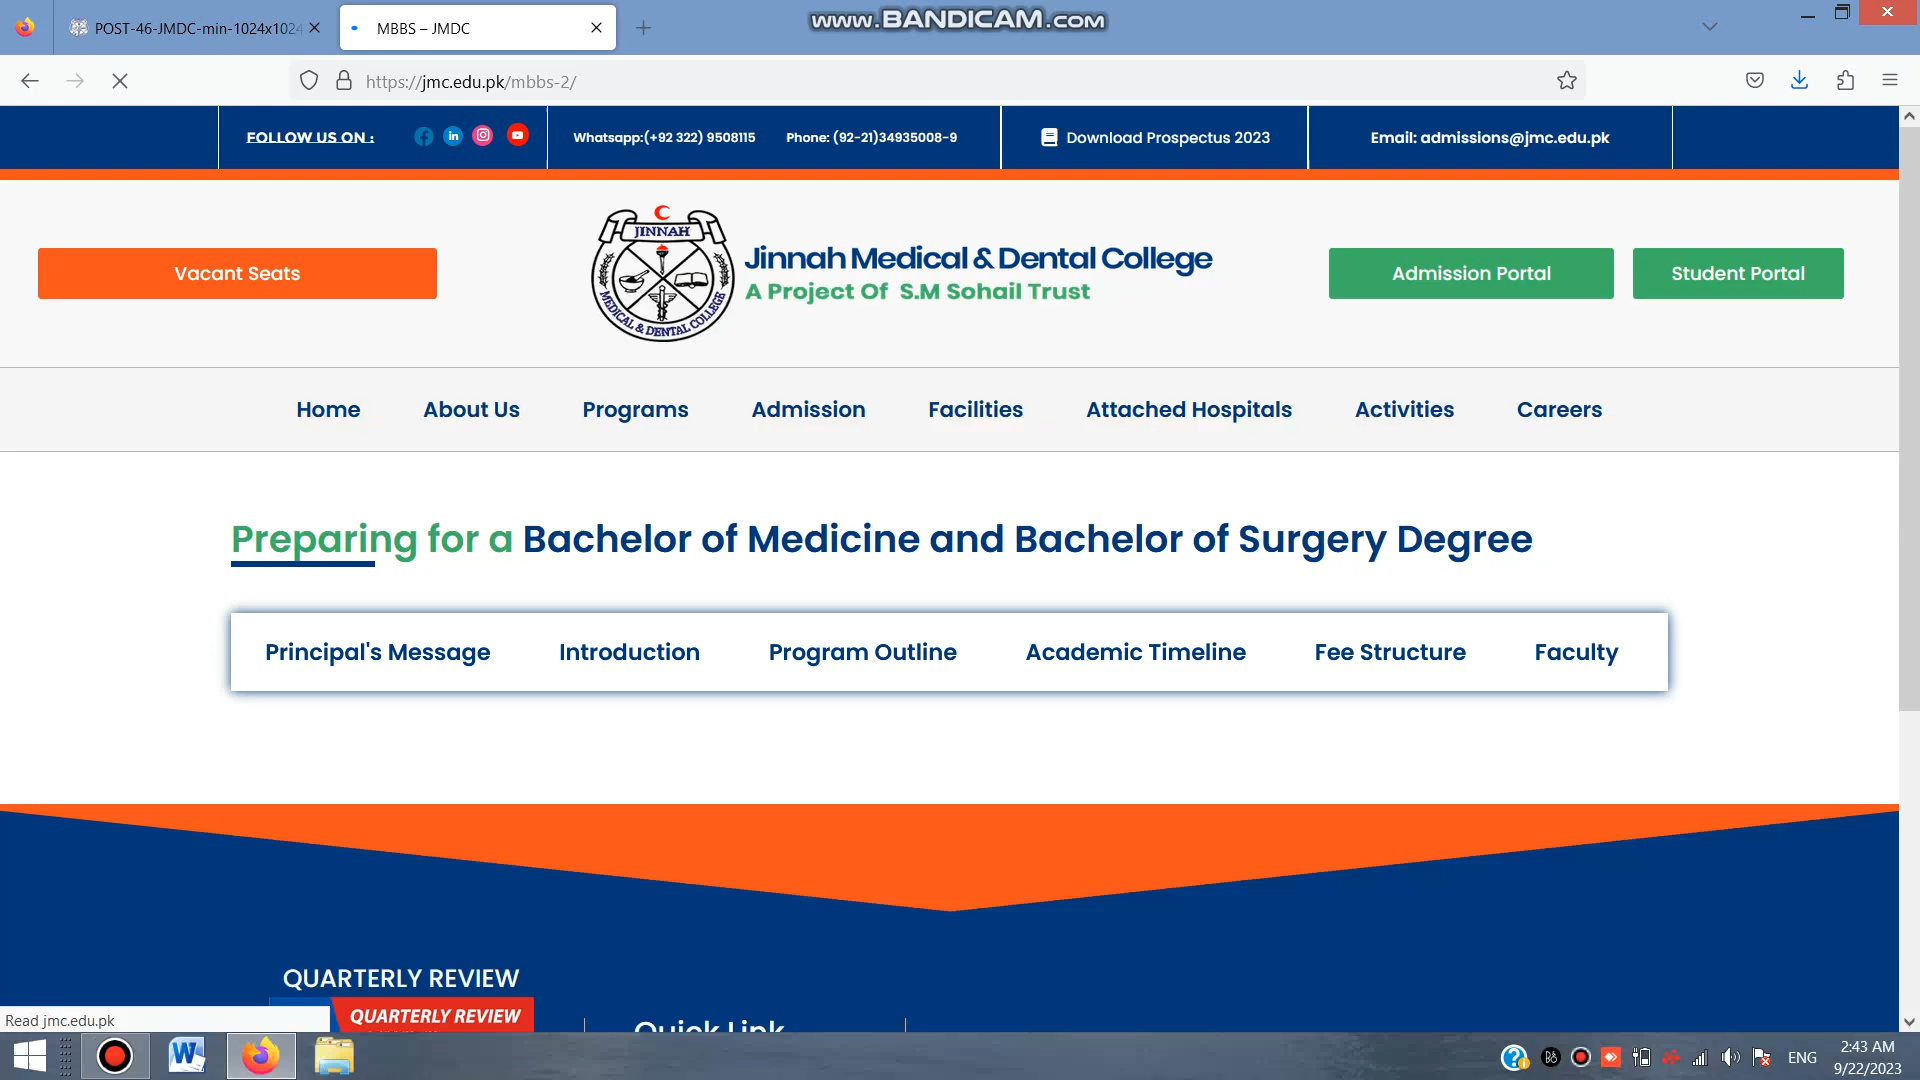 POST-46-JMDC-min-1024x1024
MBBS – JMDC
www.BANDICAM.com
https://jmc.edu.pk/mbbs-2/
FOLLOW US ON :
Whatsapp:(+92 322) 9508115
Phone: (92-21)34935008-9
Download Prospectus 2023
Email: admissions@jmc.edu.pk
Vacant Seats
JINNAH
MEDICAL & DENTAL COLLEGE
Jinnah Medical & Dental College
A Project Of S.M Sohail Trust
Admission Portal
Student Portal
Home
About Us
Programs
Admission
Facilities
Attached Hospitals
Activities
Careers
Preparing for a Bachelor of Medicine and Bachelor of Surgery Degree
Principal's Message
Introduction
Program Outline
Academic Timeline
Fee Structure
Faculty
QUARTERLY REVIEW
QUARTERLY REVIEW
Quick Link
Read jmc.edu.pk
ENG
2:43 AM
9/22/2023